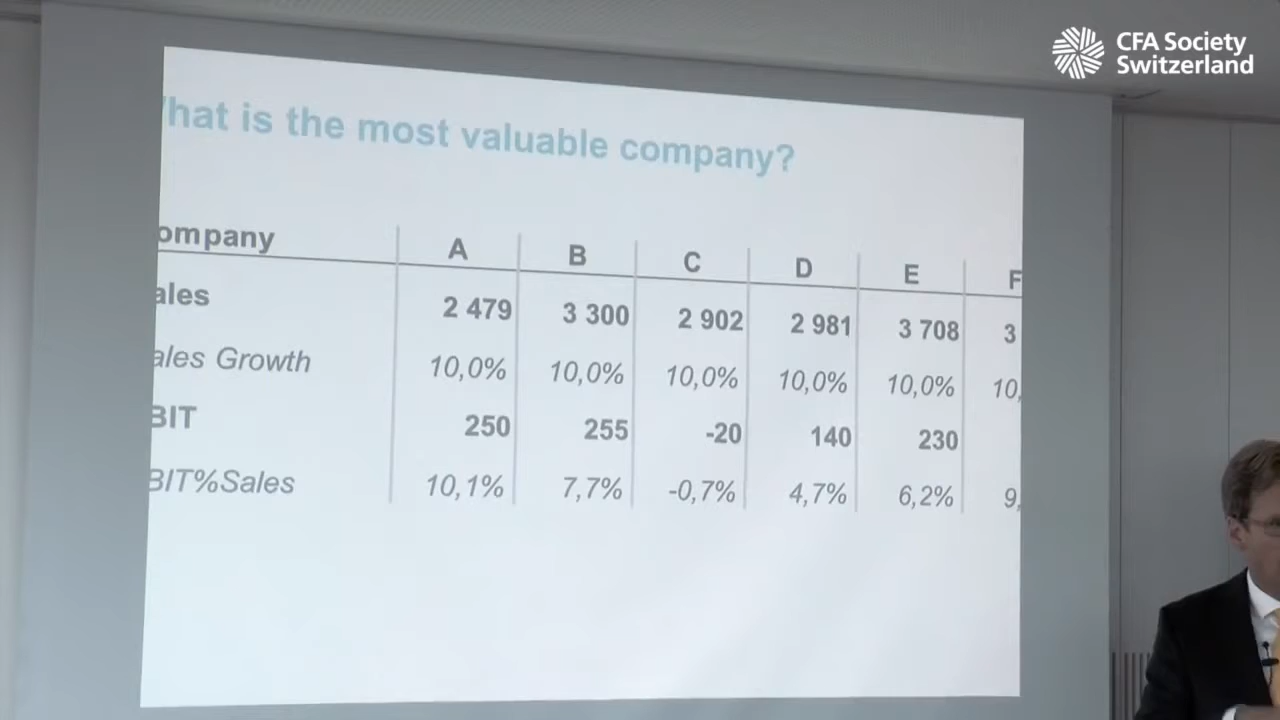 CFA Society
Switzerland
hat is the most valuable company?
ompany A B C D E F
ales 2 479 3 300 2 902 2 981 3 708 3
ales Growth 10,0% 10,0% 10,0% 10,0% 10,0% 10,
BIT 250 255 -20 140 230
BIT%Sales 10,1% 7,7% -0,7% 4,7% 6,2% 9,